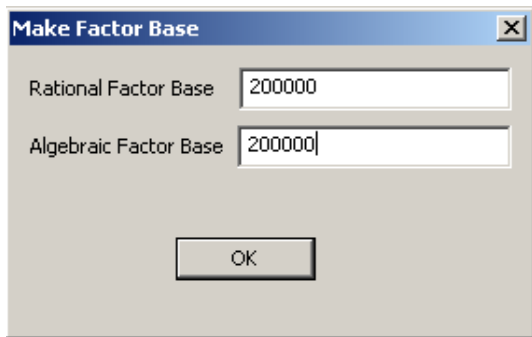 Make Factor Base
Rational Factor Base 200000
Algebraic Factor Base 200000
OK